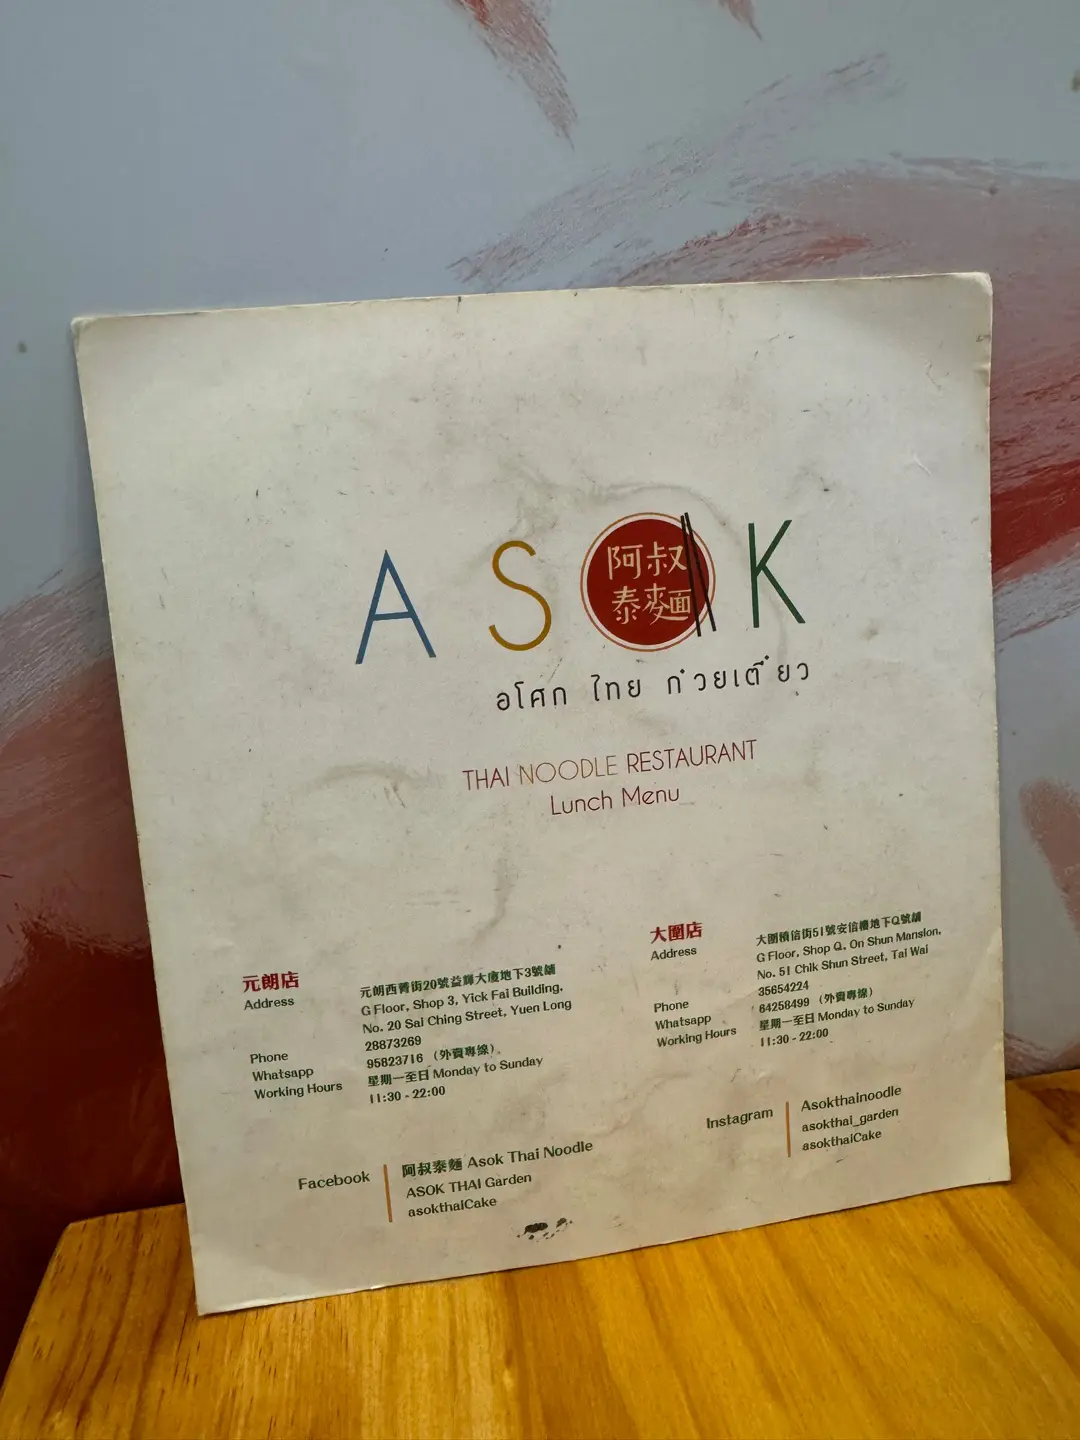 ASOK
阿叔
泰麥面
อโศก ไทย ก๋วยเตี๋ยว
THAI NOODLE RESTAURANT
Lunch Menu
元朗店
Address
元朗西菁街20號益輝大廈地下3號舖
G Floor, Shop 3, Yick Fai Building,
No. 20 Sai Ching Street, Yuen Long
Phone 28873269
Whatsapp 95823716 (外賣專線)
Working Hours 星期一至日 Monday to Sunday
11:30 - 22:00
大圍店
Address
大圍積信街51號安信樓地下Q號舖
G Floor, Shop Q, On Shun Mansion,
No. 51 Chik Shun Street, Tai Wai
Phone 35654224
Whatsapp 64258499 (外賣專線)
Working Hours 星期一至日 Monday to Sunday
11:30 - 22:00
Facebook
阿叔泰麵 Asok Thai Noodle
ASOK THAI Garden
asokthaiCake
Instagram
Asokthainoodle
asokthai_garden
asokthaiCake